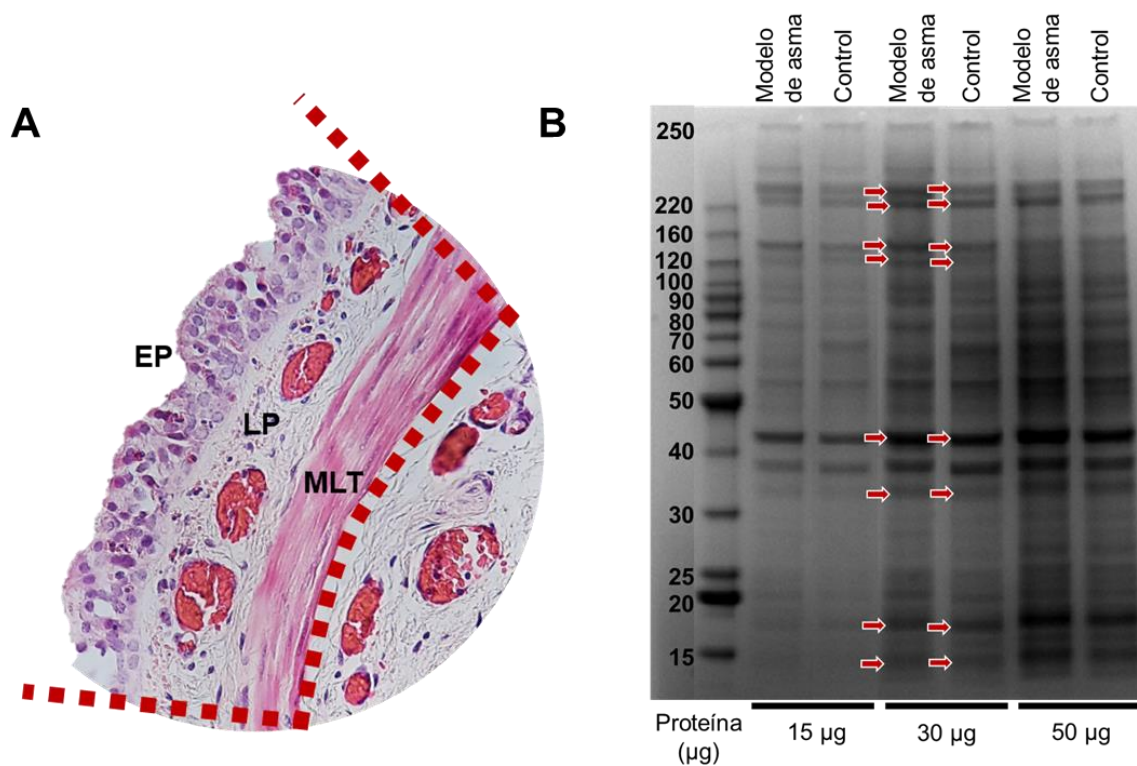 A
EP
LP
MLT
B
Modelo
de asma
Control
Modelo
de asma
Control
Modelo
de asma
Control
250
220
160
120
100
90
80
70
60
50
40
30
25
20
15
Proteína
(µg)
15 µg
30 µg
50 µg